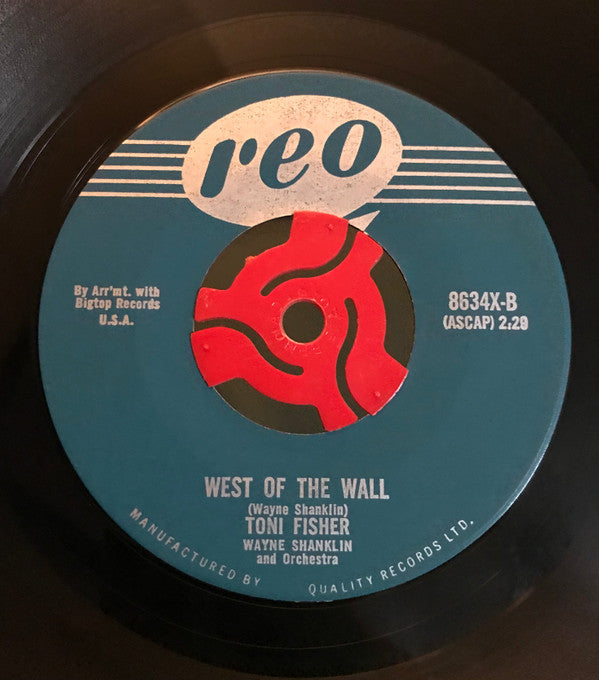 reo
By Arr'mt. with
Bigtop Records
U.S.A.
8634X-B
(ASCAP) 2:29
WEST OF THE WALL
(Wayne Shanklin)
TONI FISHER
WAYNE SHANKLIN
and Orchestra
MANUFACTURED BY QUALITY RECORDS LTD.